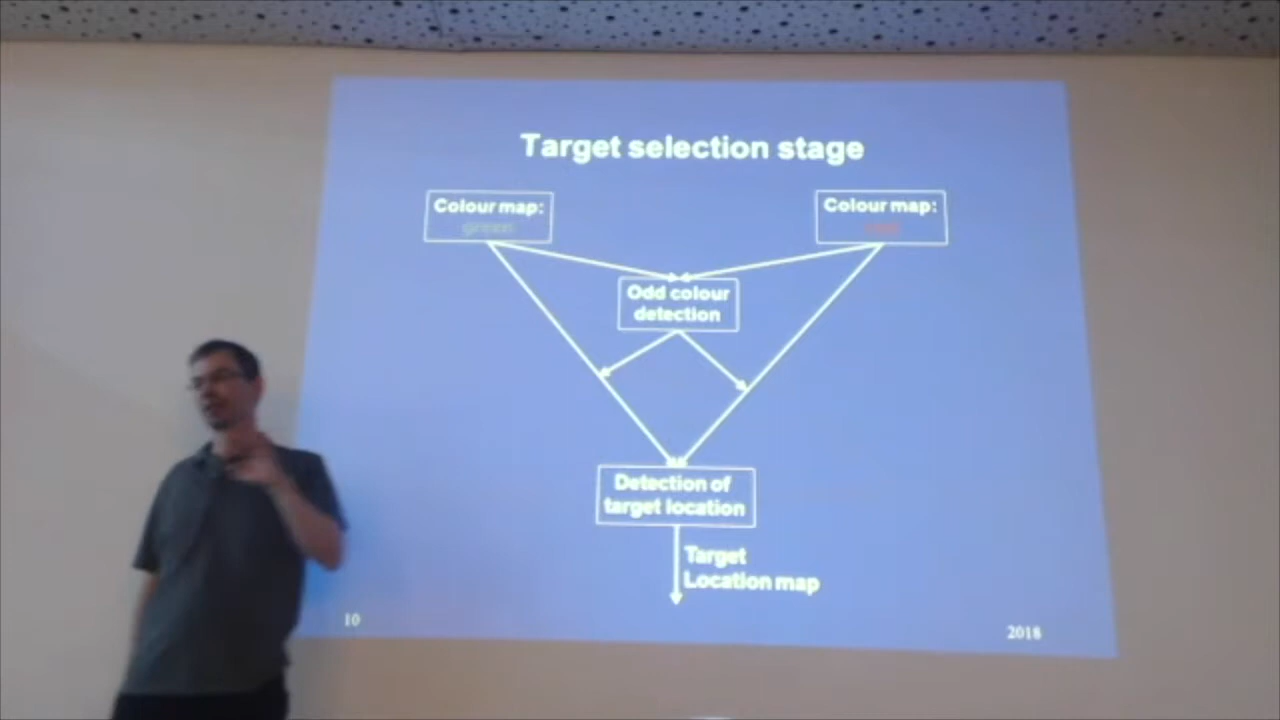 Target selection stage
Colour map:
green
Colour map:
red
Odd colour
detection
Detection of
target location
Target
Location map
10
2018